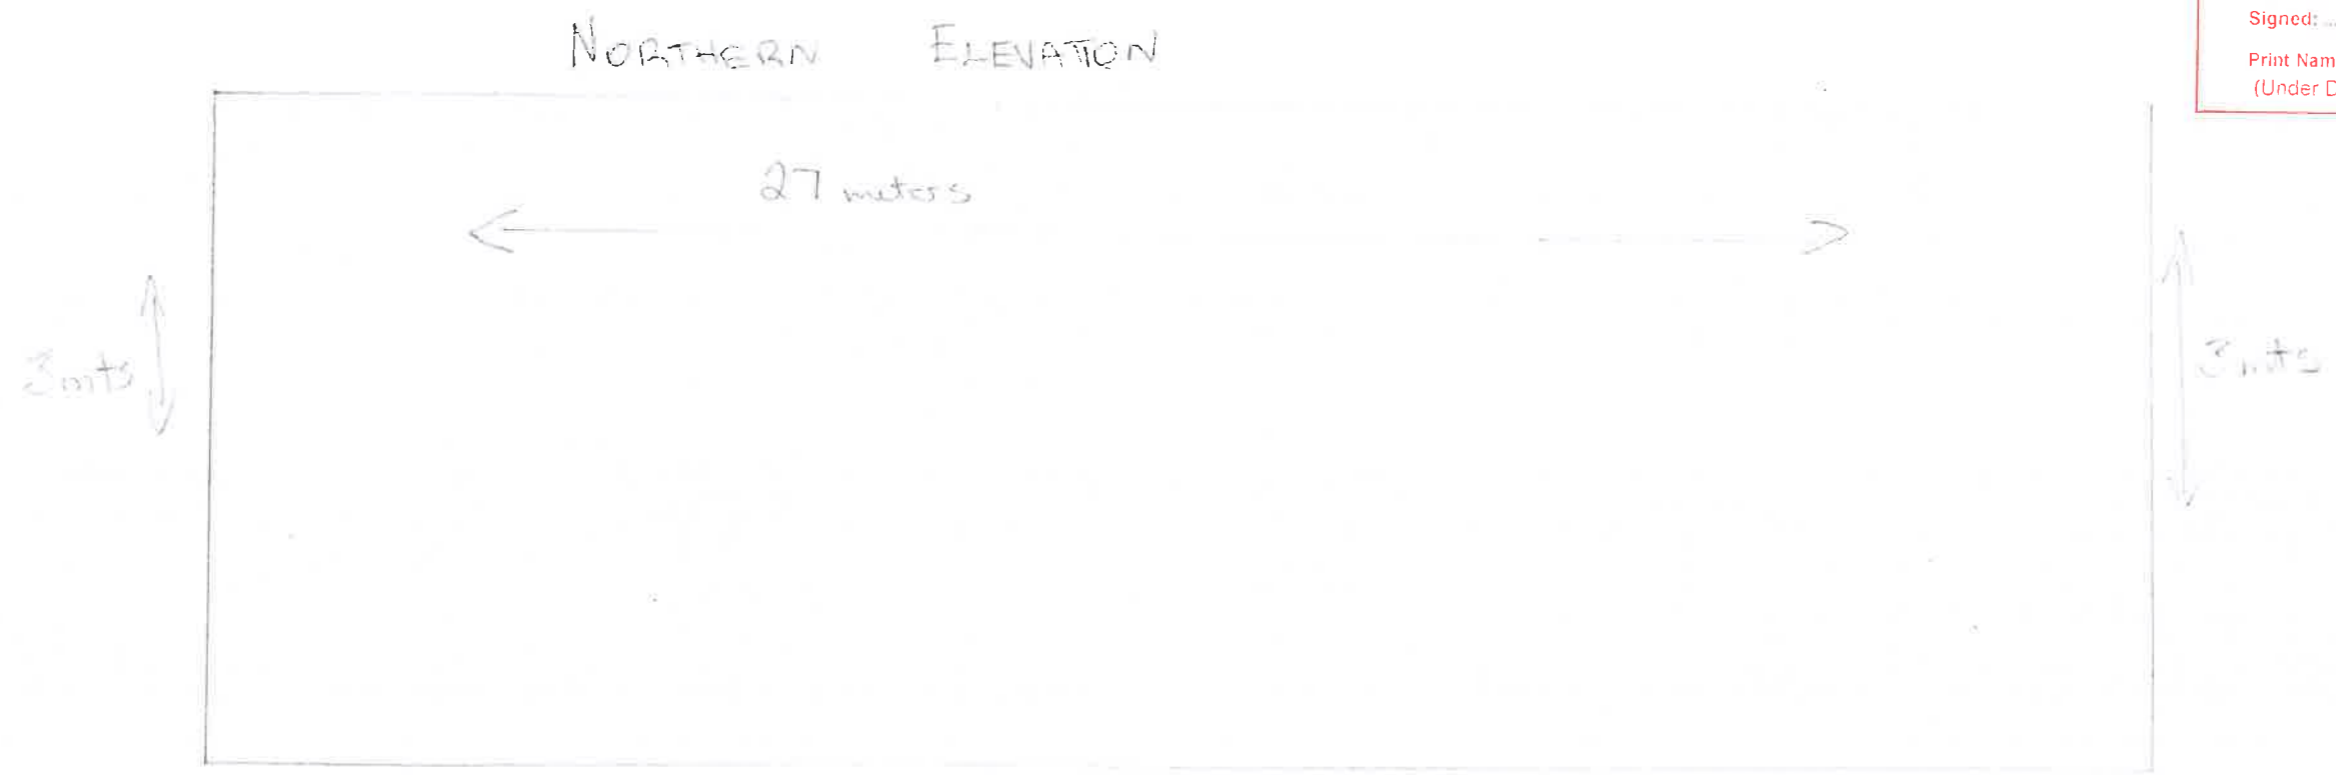 Signed:
Print Nam
(Under D
NORTHERN ELEVATION
27 meters
3mts
3mts